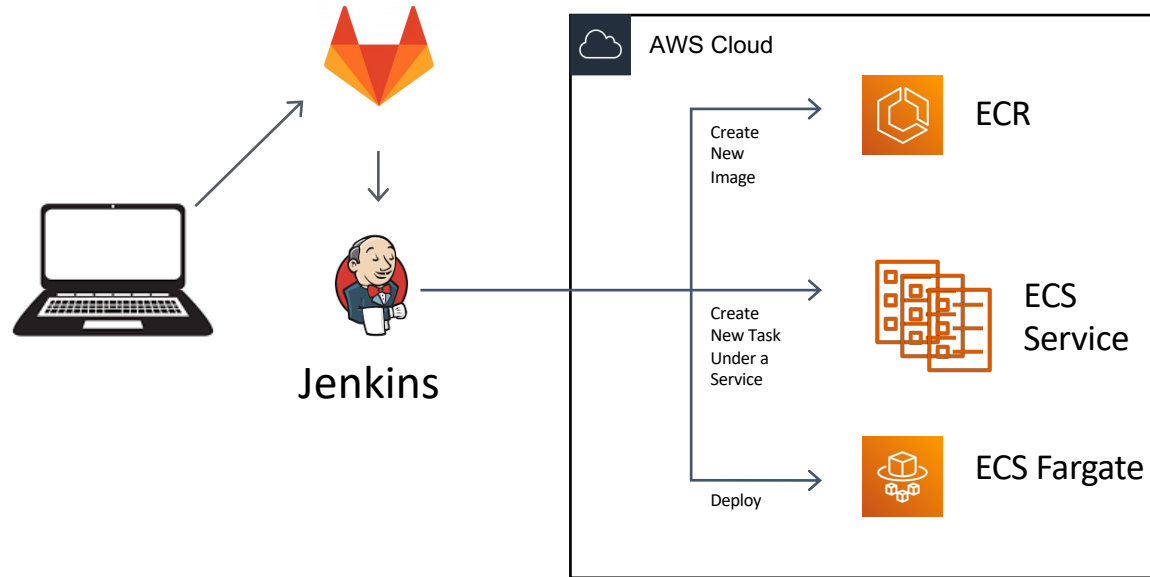 AWS Cloud
ECR
Create
New
Image
Jenkins
Create
New Task
Under a
Service
ECS
Service
Deploy
ECS Fargate